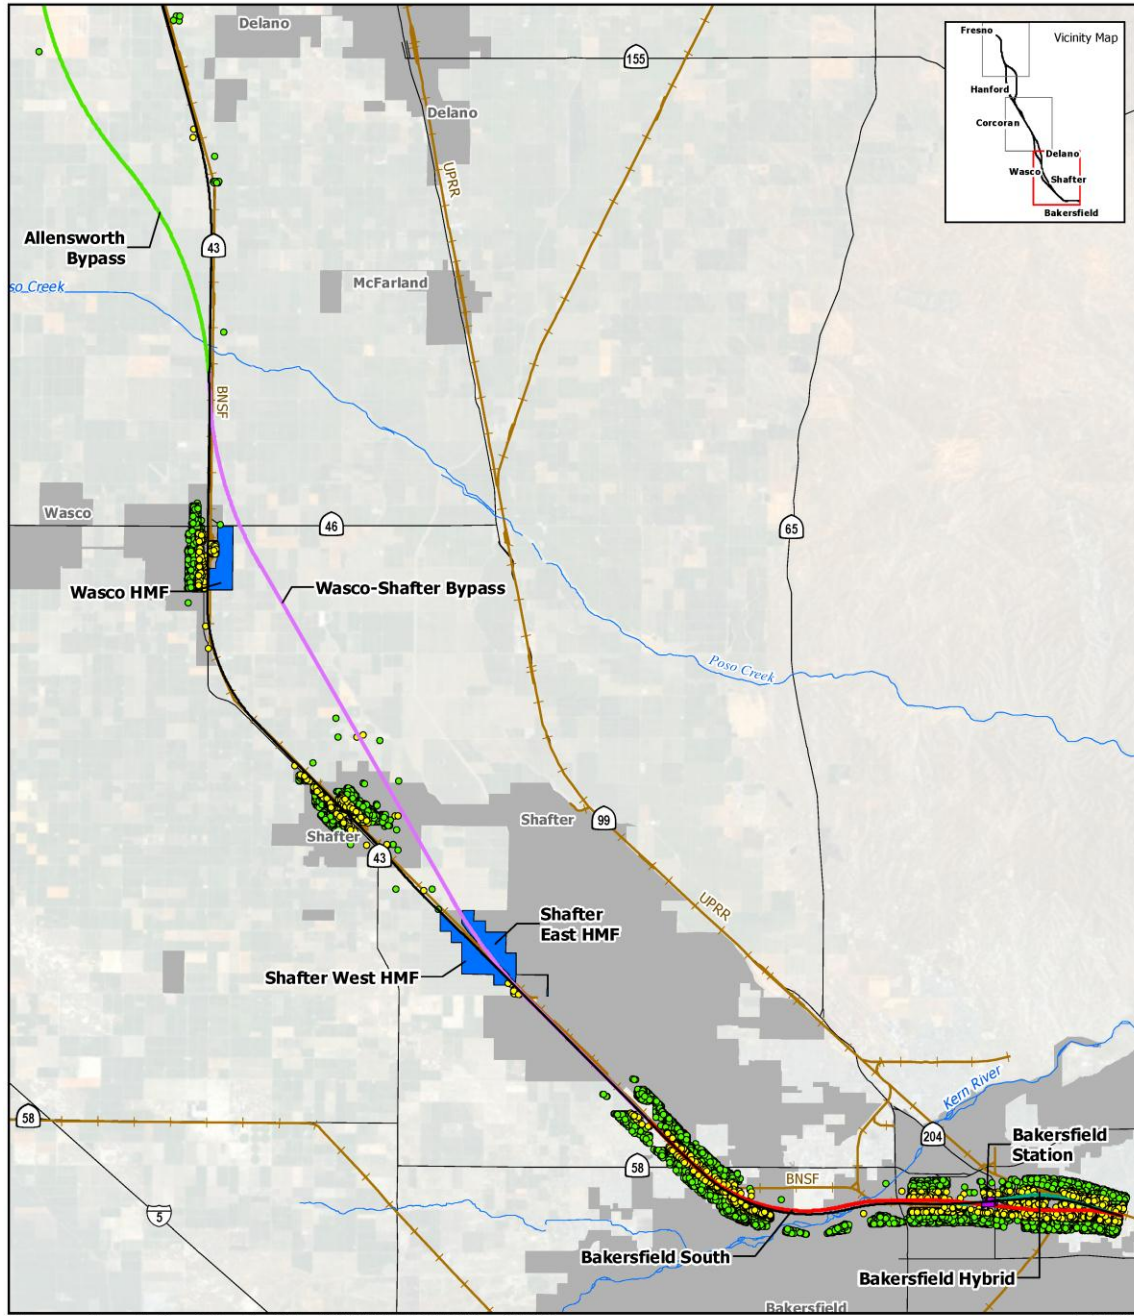 Delano
155
Fresno
Vicinity Map
Hanford
Corcoran
Delano
Wasco
Shafter
Bakersfield
Delano
UPRR
Allensworth
Bypass
43
so Creek
McFarland
BNSF
Wasco
46
65
Wasco HMF
Wasco-Shafter Bypass
Poso Creek
Shafter
Shafter
99
43
UPRR
Shafter
East HMF
Shafter West HMF
58
Kern River
204
Bakersfield
Station
58
BNSF
5
Bakersfield South
Bakersfield Hybrid
Bakersfield